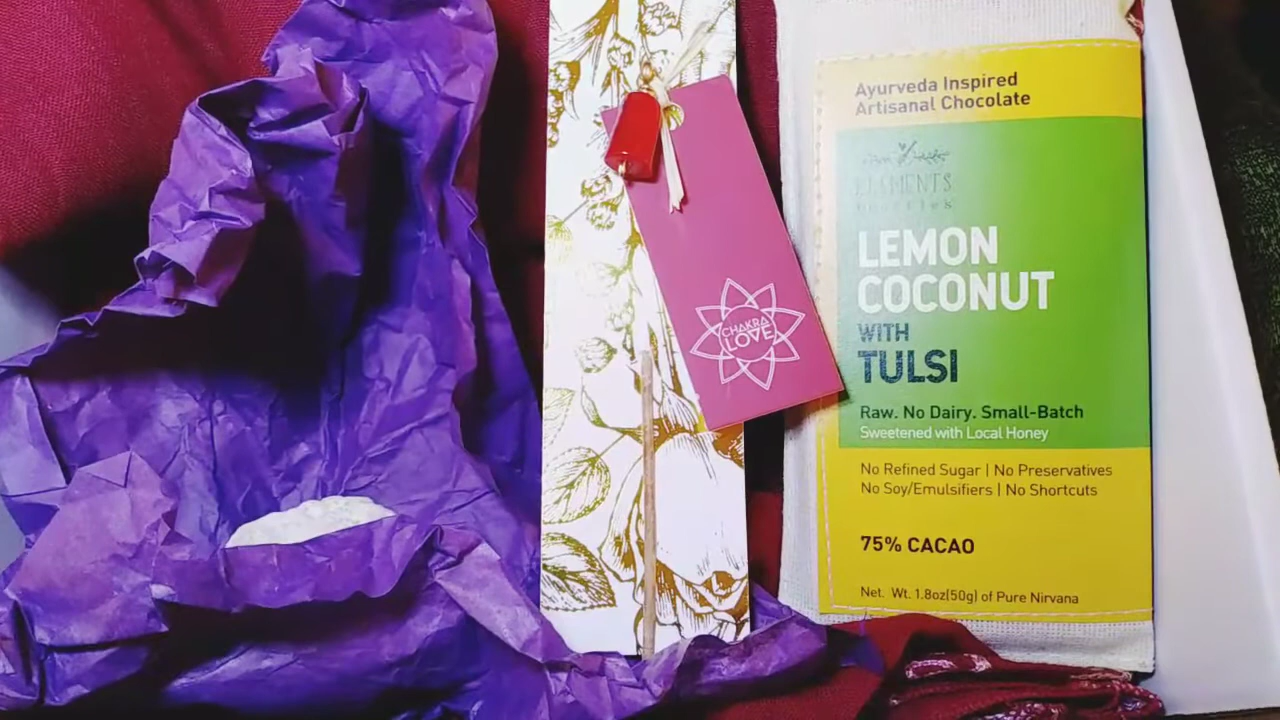 CHAKRA
LOVE
Ayurveda Inspired
Artisanal Chocolate
ELEMENTS
LEMON
COCONUT
WITH
TULSI
Raw. No Dairy. Small-Batch
Sweetened with Local Honey
No Refined Sugar | No Preservatives
No Soy/Emulsifiers | No Shortcuts
75% CACAO
Net. Wt. 1.8oz(50g) of Pure Nirvana